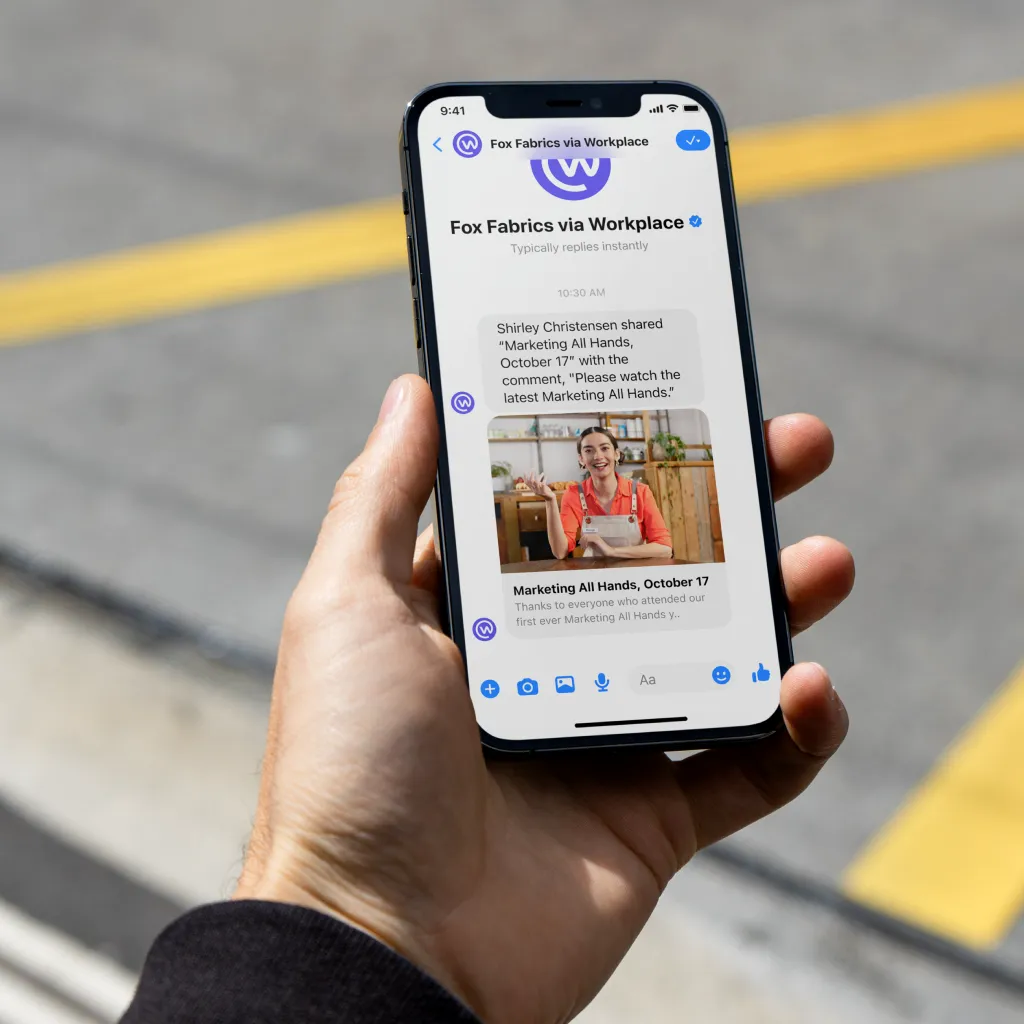 9:41
Fox Fabrics via Workplace
Fox Fabrics via Workplace
Typically replies instantly
10:30 AM
Shirley Christensen shared
“Marketing All Hands,
October 17” with the
comment, “Please watch the
latest Marketing All Hands.”
Marketing All Hands, October 17
Thanks to everyone who attended our
first ever Marketing All Hands y..
Aa